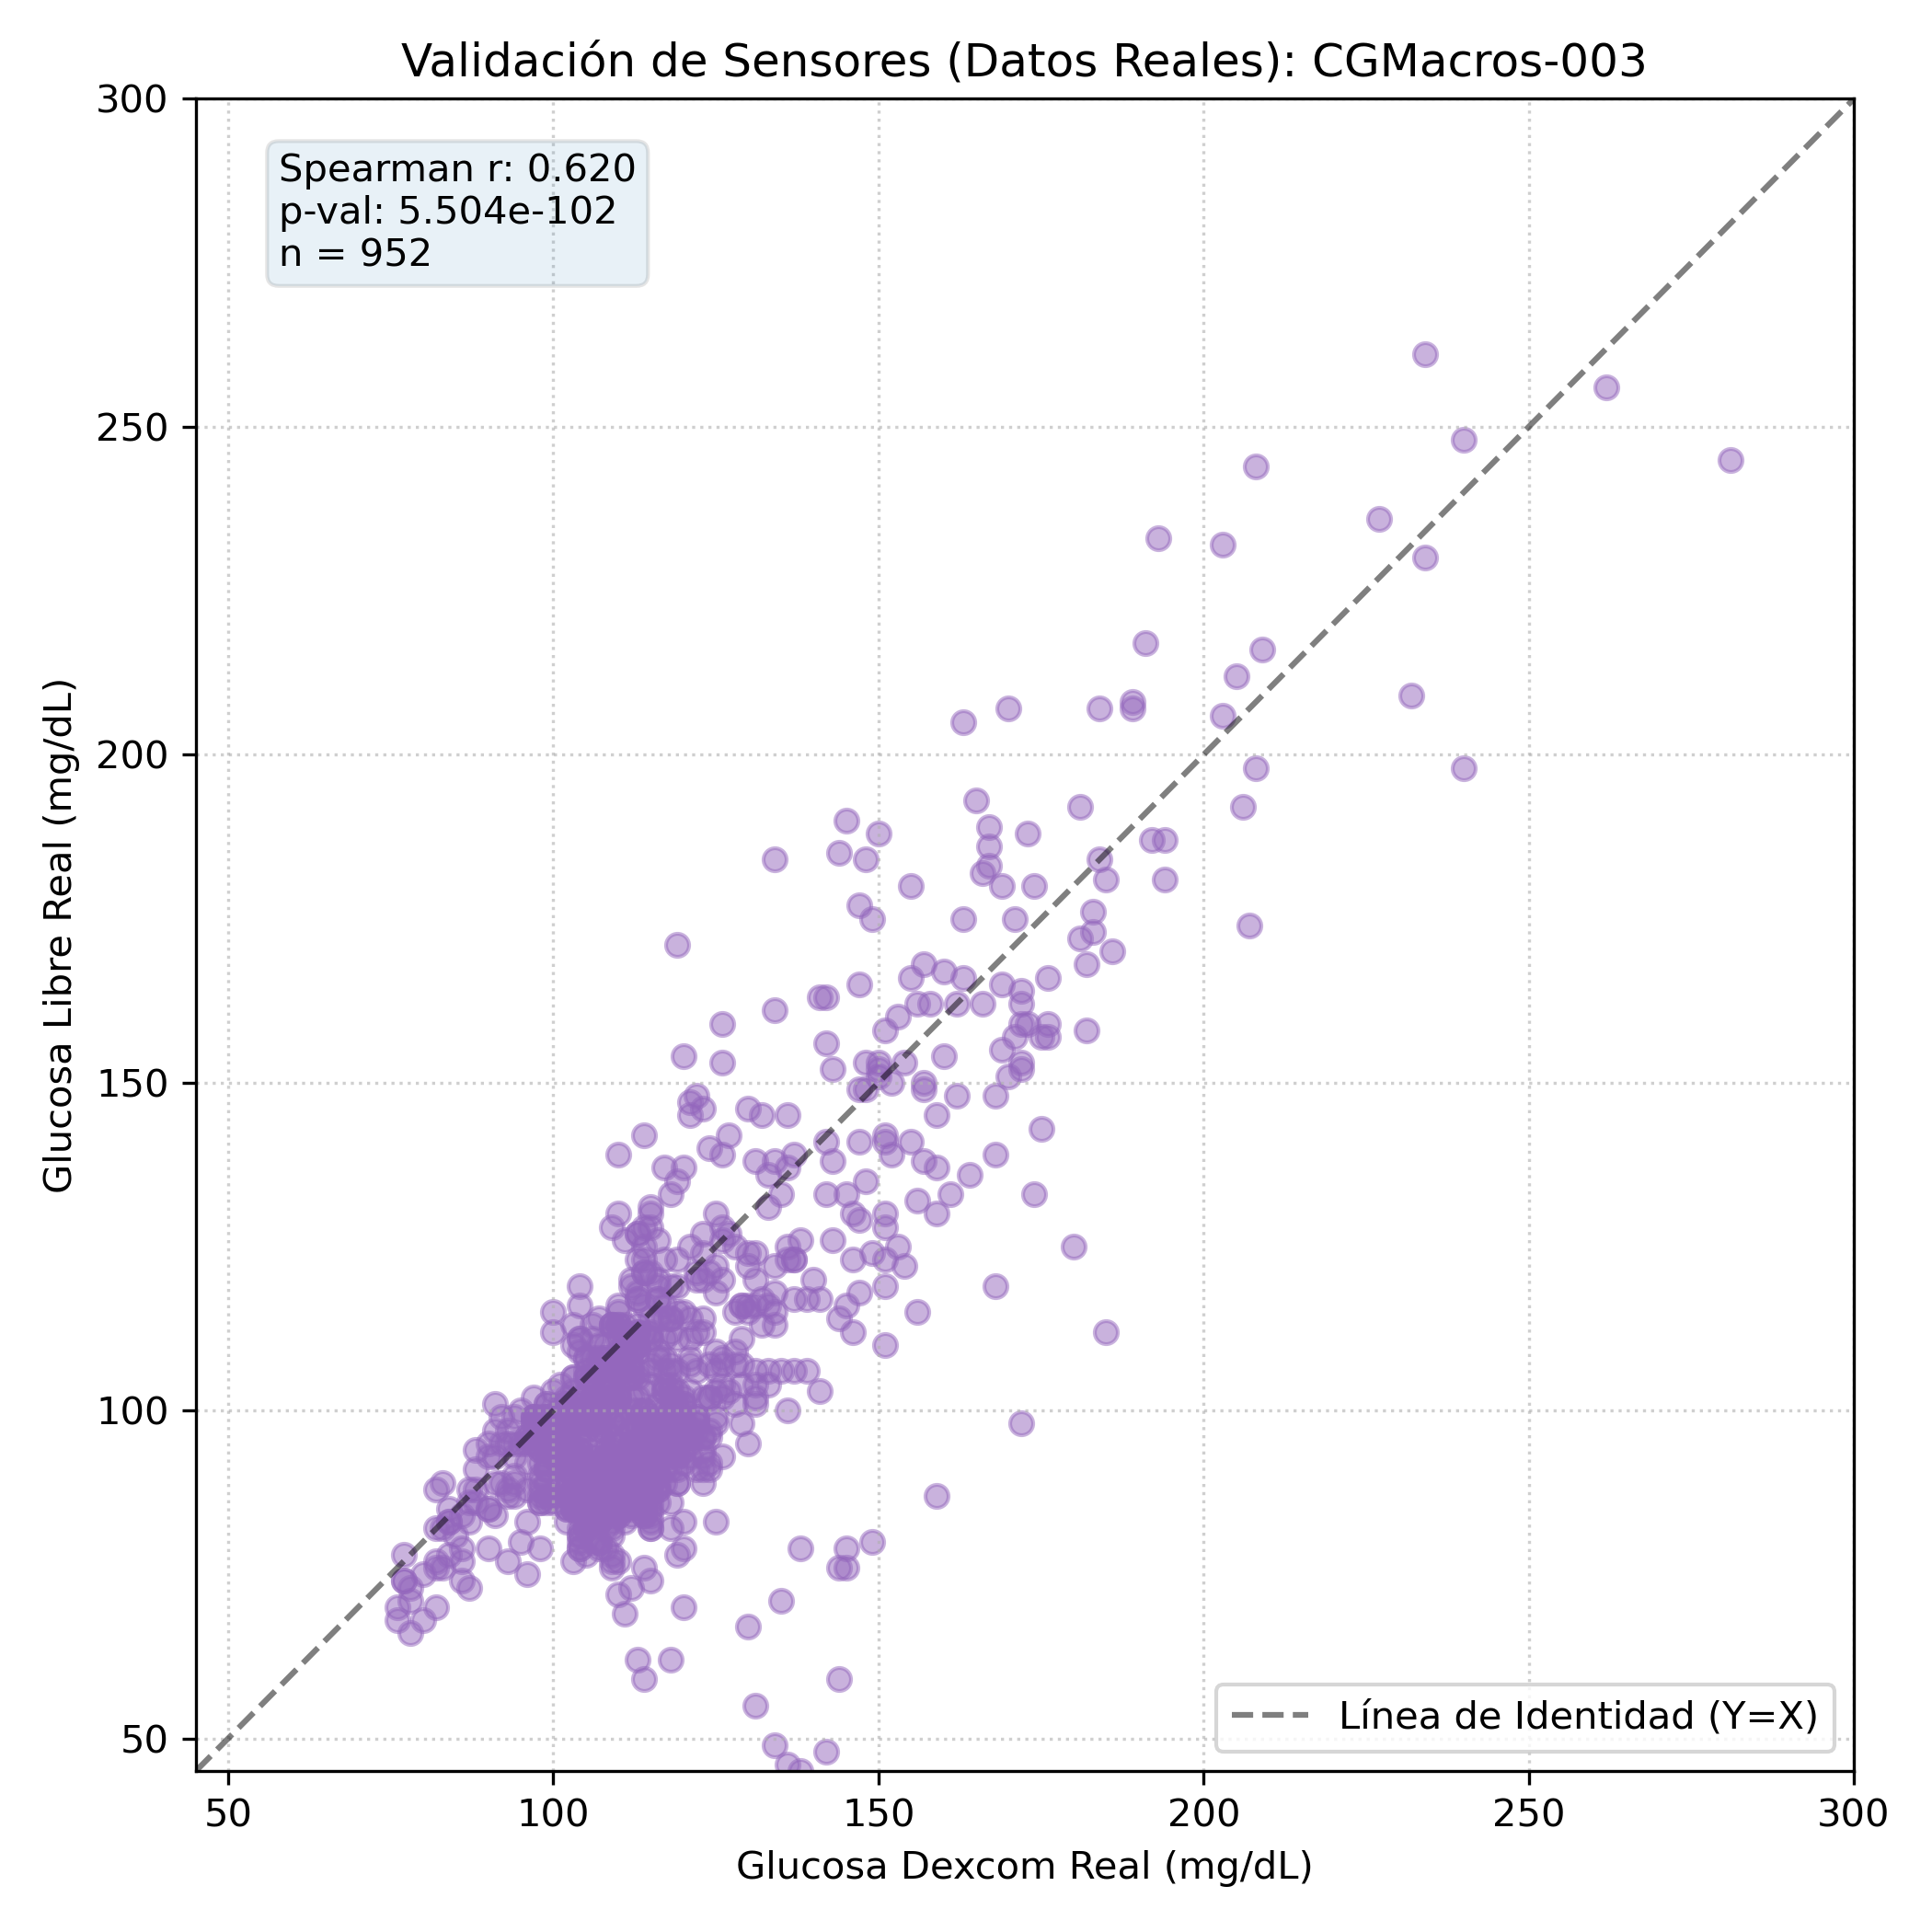 Validación de Sensores (Datos Reales): CGMacros-003
300
250
200
150
100
50
Glucosa Libre Real (mg/dL)
Spearman r: 0.620
p-val: 5.504e-102
n = 952
Línea de Identidad (Y=X)
50
100
150
200
250
300
Glucosa Dexcom Real (mg/dL)